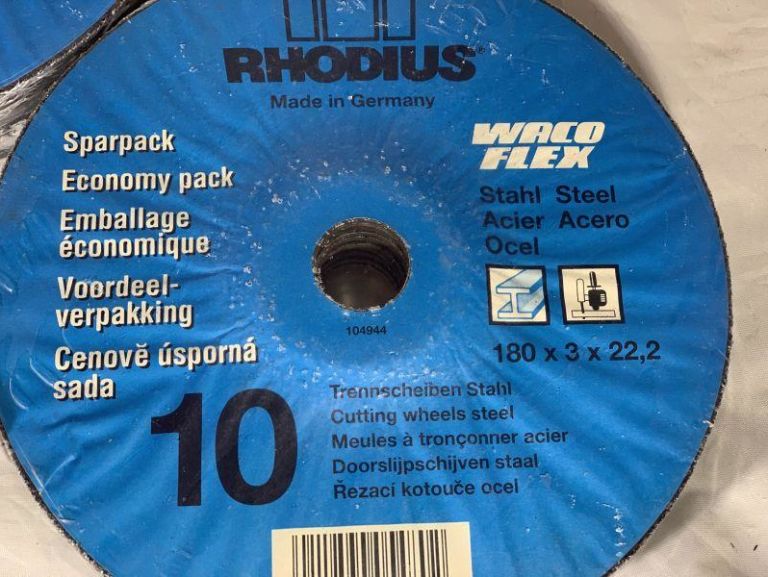 RHODIUS®
Made in Germany
Sparpack
Economy pack
Emballage
économique
Voordeel-
verpakking
Cenově úsporná
sada
WACO
FLEX
Stahl Steel
Acier Acero
Ocel
104944
180 x 3 x 22,2
10
Trennscheiben Stahl
Cutting wheels steel
Meules à tronçonner acier
Doorslijpschijven staal
Řezací kotouče ocel